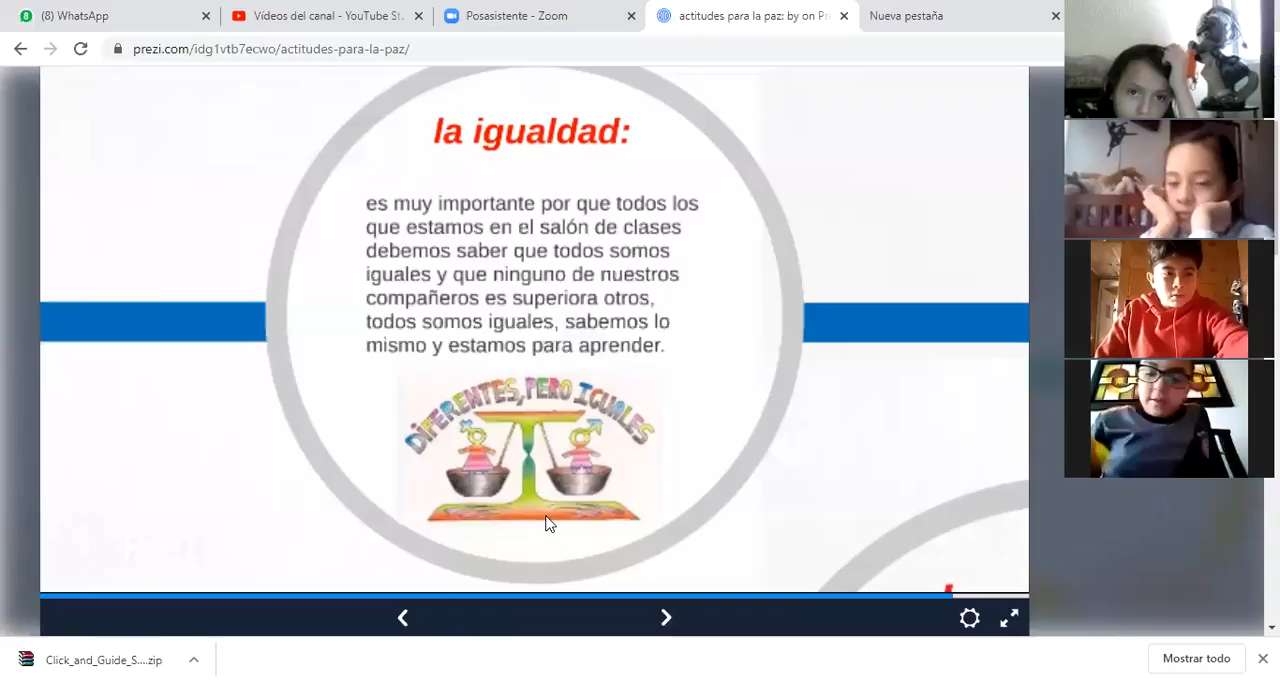 (8) WhatsApp
Vídeos del canal - YouTube St
Posasistente - Zoom
actitudes para la paz: by on Pr
Nueva pestaña
prezi.com/idg1vtb7ecwo/actitudes-para-la-paz/
la igualdad:
es muy importante por que todos los
que estamos en el salón de clases
debemos saber que todos somos
iguales y que ninguno de nuestros
compañeros es superiora otros,
todos somos iguales, sabemos lo
mismo y estamos para aprender.
DIFERENTES, PERO IGUALES
Click_and_Guide_S....zip
Mostrar todo